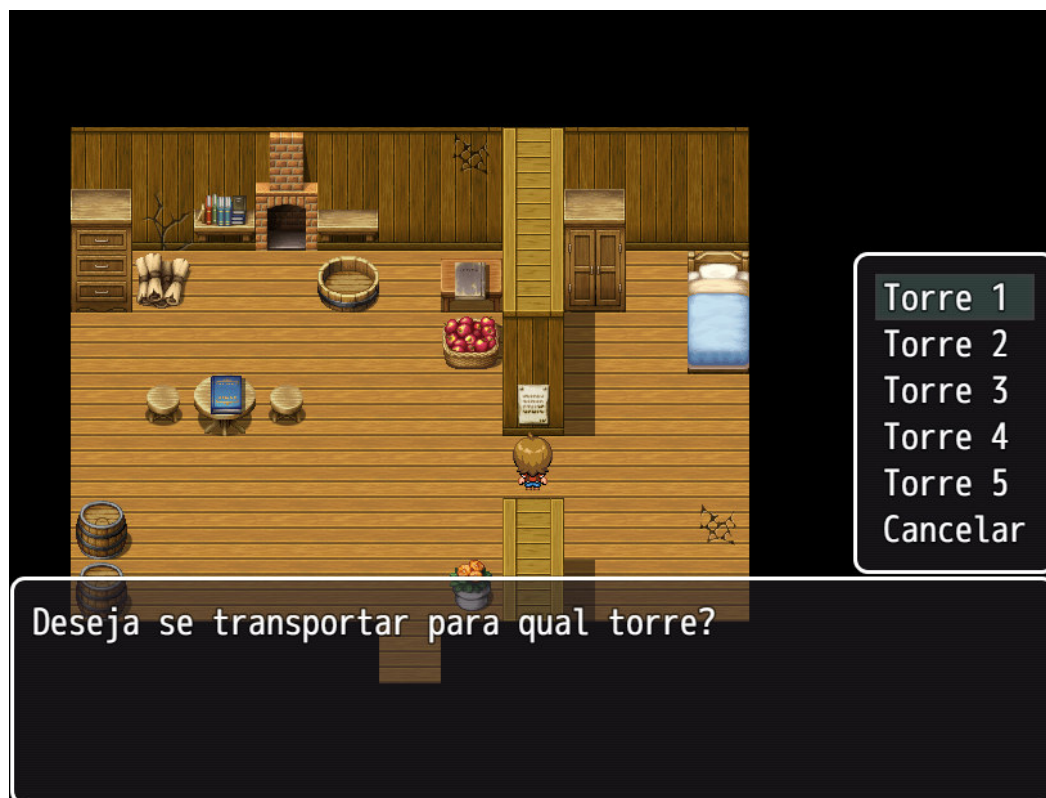 Torre 1
Torre 2
Torre 3
Torre 4
Torre 5
Cancelar
Deseja se transportar para qual torre?